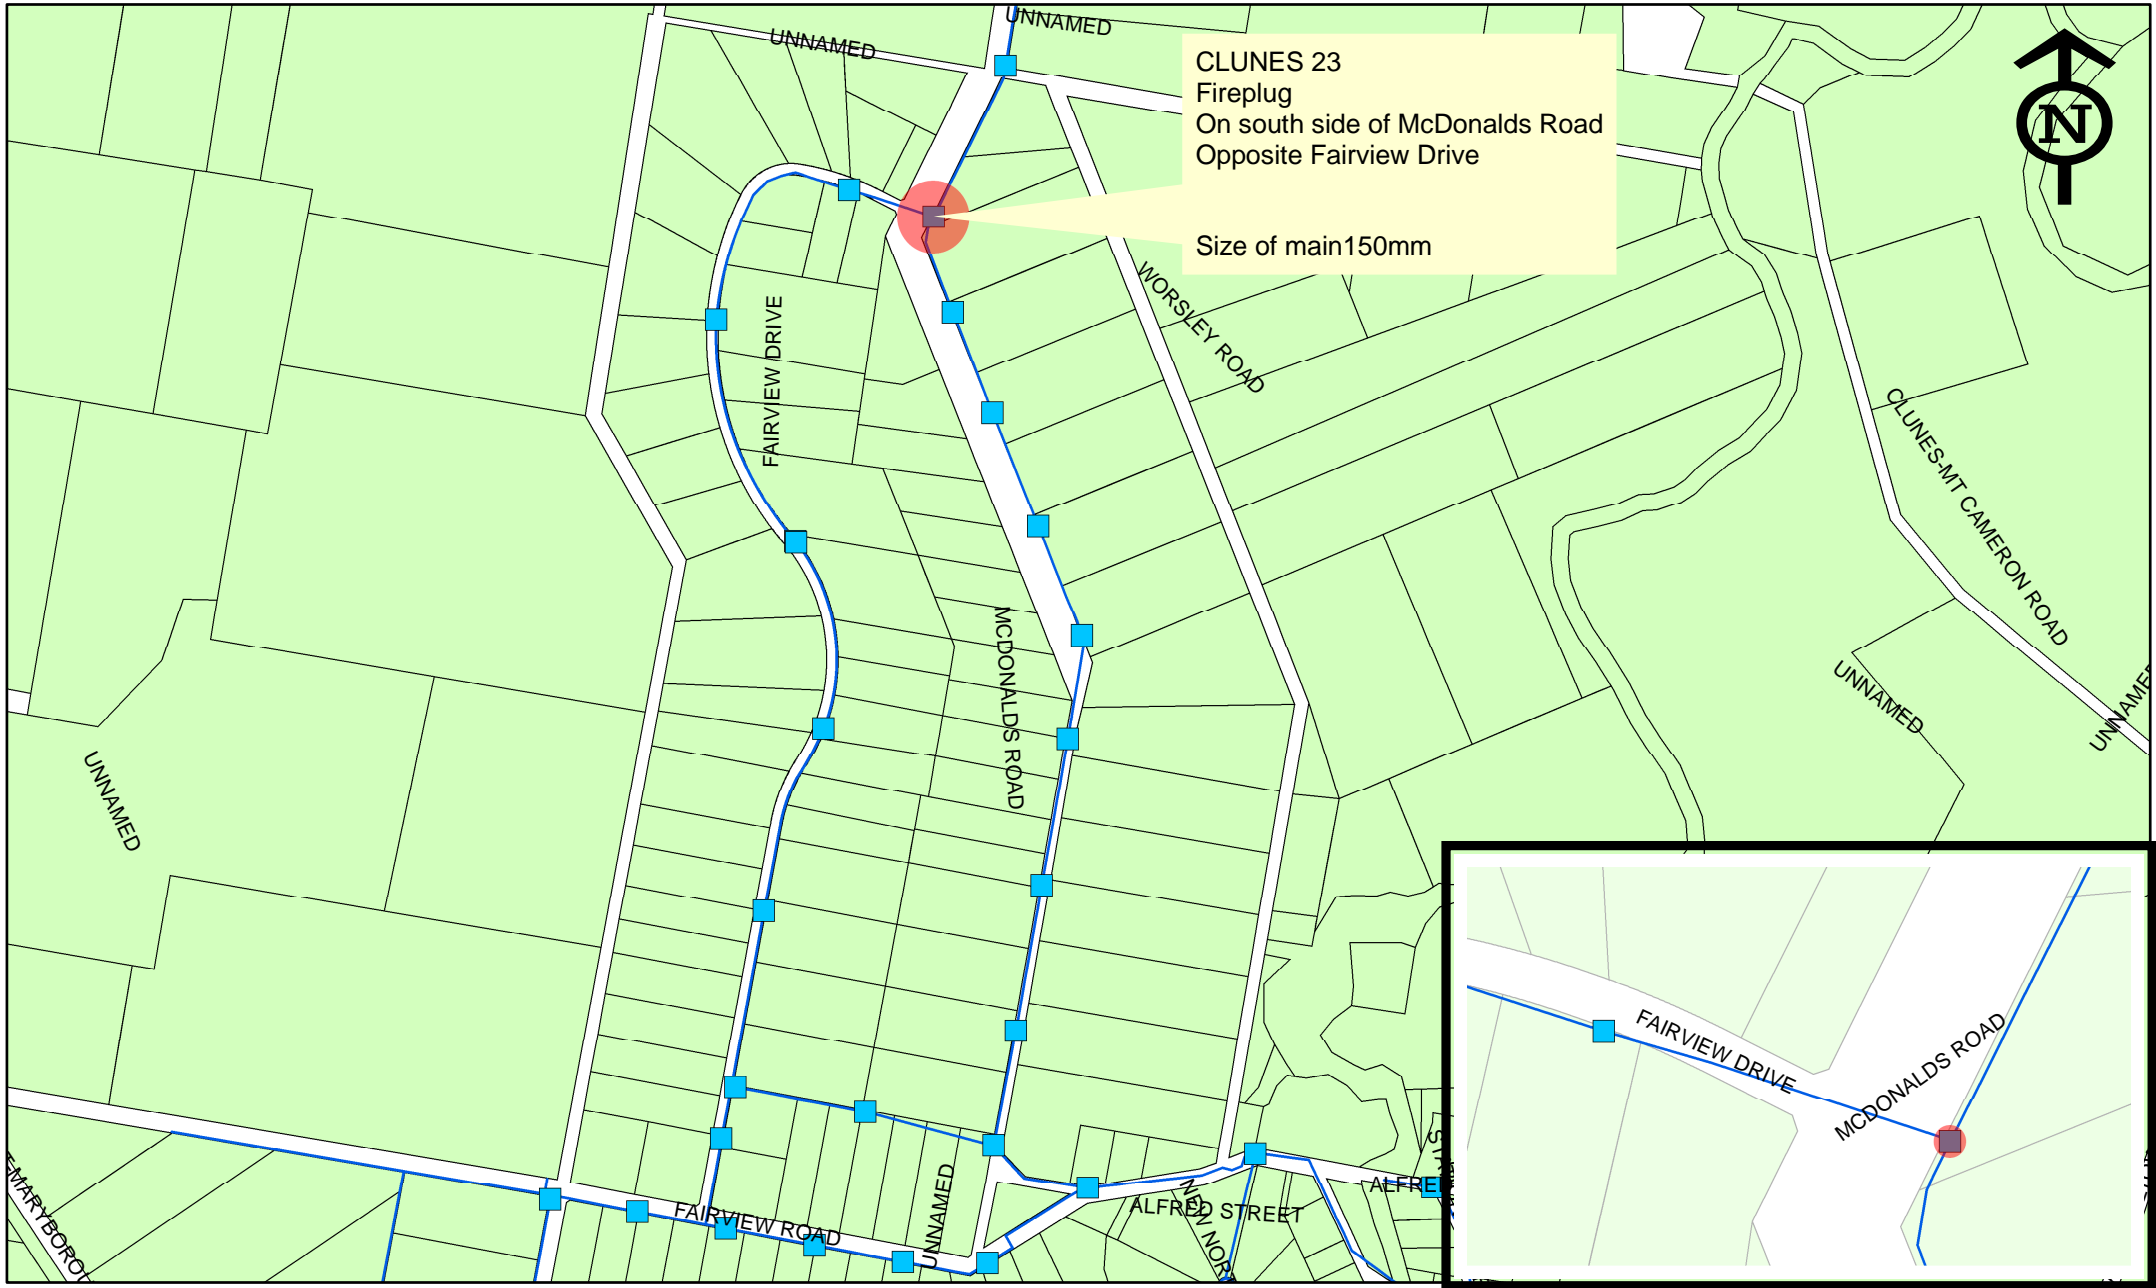 UNNAMED
UNNAMED
CLUNES 23
Fireplug
On south side of McDonalds Road
Opposite Fairview Drive
Size of main150mm
N
WORSLEY ROAD
FAIRVIEW DRIVE
CLUNES-MT CAMERON ROAD
MCDONALDS ROAD
UNNAMED
UNNAMED
UNNAMED
FAIRVIEW DRIVE
MCDONALDS ROAD
UNNAMED
FAIRVIEW ROAD
ALFRED STREET